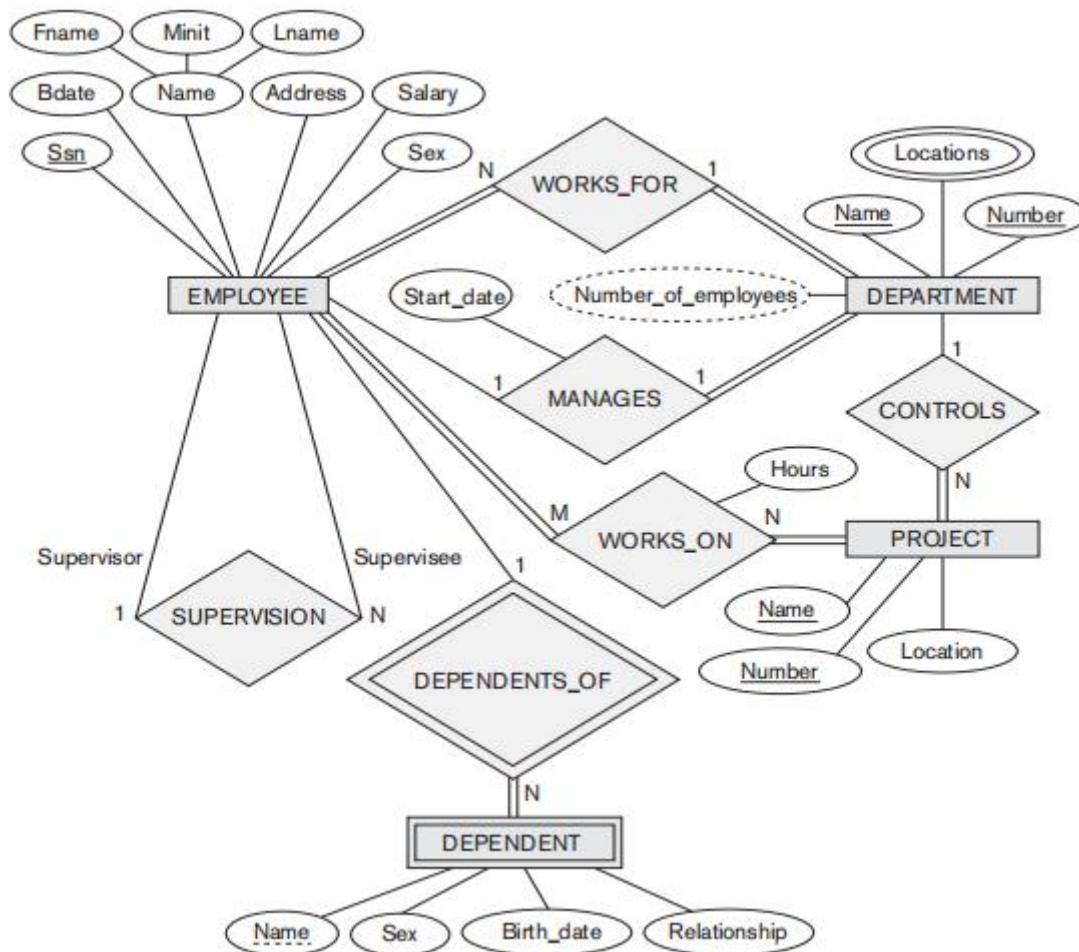 Fname Minit Lname
Bdate Name Address Salary
Ssn Sex
N WORKS_FOR 1
Locations
Name Number
EMPLOYEE
Start_date
Number_of_employees
DEPARTMENT
1 MANAGES 1
1
CONTROLS
N
Hours
M WORKS_ON N
PROJECT
Name
Number
Location
Supervisor Supervisee
1 SUPERVISION N
1
DEPENDENTS_OF
N
DEPENDENT
Name Sex Birth_date Relationship